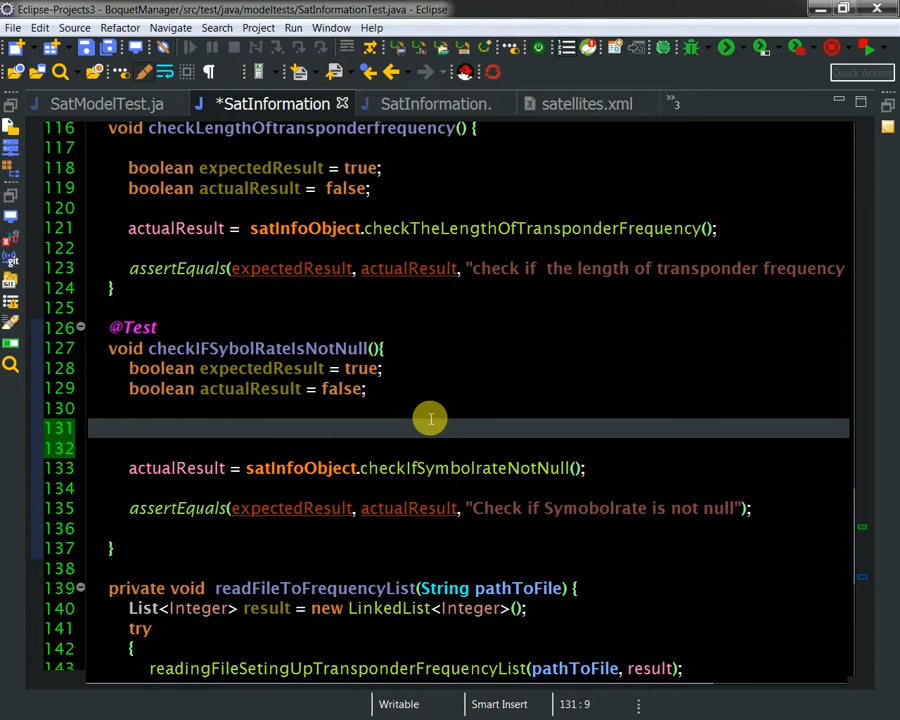 Eclipse-Projects3 - BoquetManager/src/test/java/modeltests/SatInformationTest.java - Eclipse
File Edit Source Refactor Navigate Search Project Run Window Help
Quick Access
SatModelTest.ja *SatInformation SatInformation. satellites.xml »3
116 void checkLengthOftransponderfrequency() {
117
118 boolean expectedResult = true;
119 boolean actualResult = false;
120
121 actualResult = satInfoObject.checkTheLengthOfTransponderFrequency();
122
123 assertEquals(expectedResult, actualResult, "check if the length of transponder frequency
124 }
125
126 @Test
127 void checkIFSybolRateIsNotNull(){
128 boolean expectedResult = true;
129 boolean actualResult = false;
130
131
132
133 actualResult = satInfoObject.checkIfSymbolrateNotNull();
134
135 assertEquals(expectedResult, actualResult, "Check if Symobolrate is not null");
136
137 }
138
139 private void readFileToFrequencyList(String pathToFile) {
140 List<Integer> result = new LinkedList<Integer>();
141 try
142 {
143 readingFileSetingUpTransponderFrequencyList(pathToFile, result);
Writable Smart Insert 131 : 9